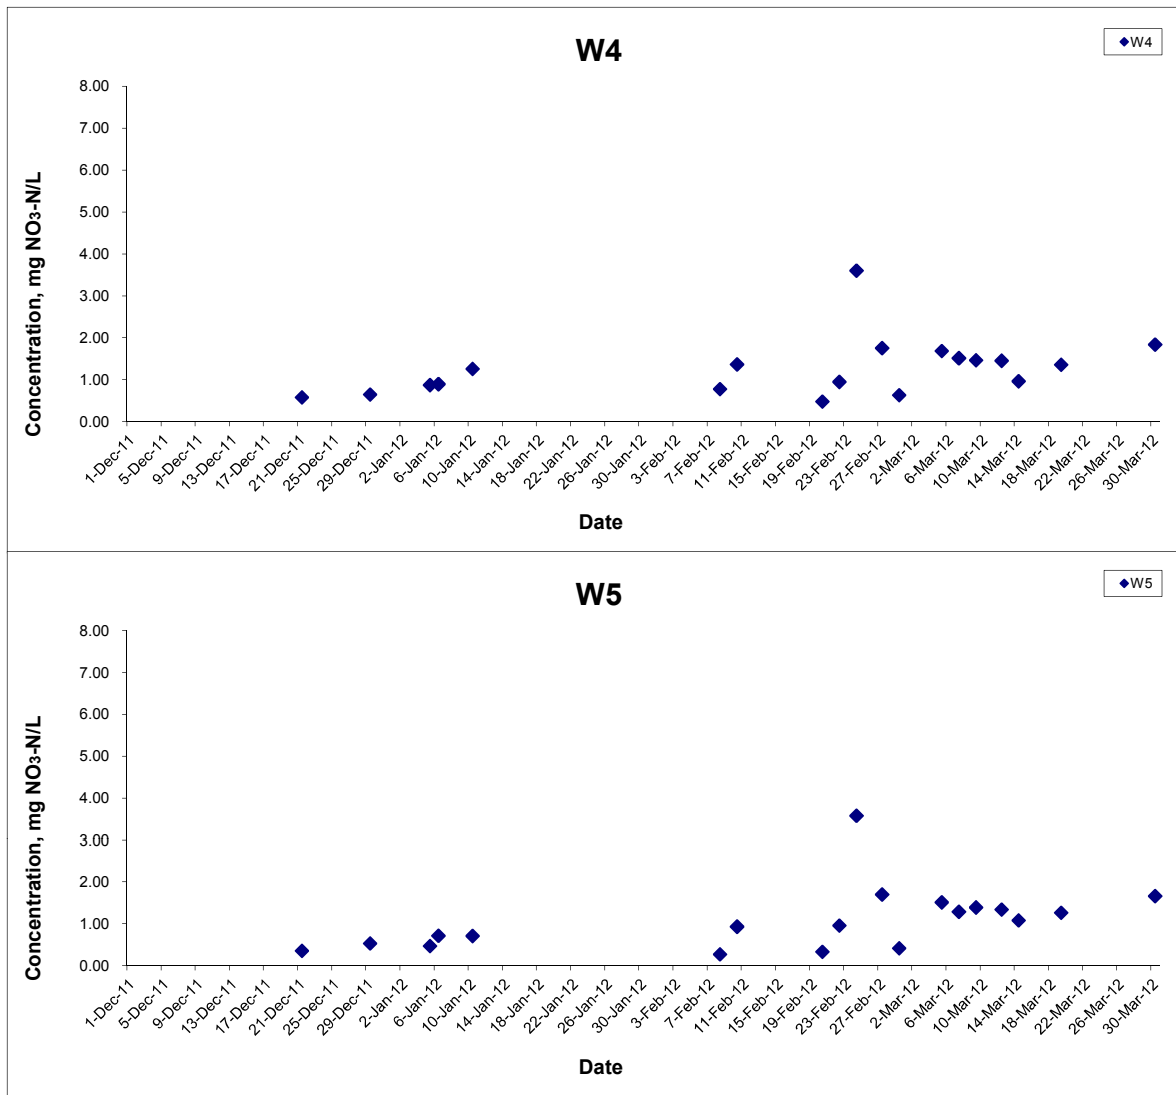 W4
W4
8.00
7.00
6.00
5.00
4.00
3.00
2.00
1.00
0.00
Concentration, mg NO₃-N/L
1-Dec-11 5-Dec-11 9-Dec-11 13-Dec-11 17-Dec-11 21-Dec-11 25-Dec-11 29-Dec-11 2-Jan-12 6-Jan-12 10-Jan-12 14-Jan-12 18-Jan-12 22-Jan-12 26-Jan-12 30-Jan-12 3-Feb-12 7-Feb-12 11-Feb-12 15-Feb-12 19-Feb-12 23-Feb-12 27-Feb-12 2-Mar-12 6-Mar-12 10-Mar-12 14-Mar-12 18-Mar-12 22-Mar-12 26-Mar-12 30-Mar-12
Date
W5
W5
8.00
7.00
6.00
5.00
4.00
3.00
2.00
1.00
0.00
Concentration, mg NO₃-N/L
1-Dec-11 5-Dec-11 9-Dec-11 13-Dec-11 17-Dec-11 21-Dec-11 25-Dec-11 29-Dec-11 2-Jan-12 6-Jan-12 10-Jan-12 14-Jan-12 18-Jan-12 22-Jan-12 26-Jan-12 30-Jan-12 3-Feb-12 7-Feb-12 11-Feb-12 15-Feb-12 19-Feb-12 23-Feb-12 27-Feb-12 2-Mar-12 6-Mar-12 10-Mar-12 14-Mar-12 18-Mar-12 22-Mar-12 26-Mar-12 30-Mar-12
Date